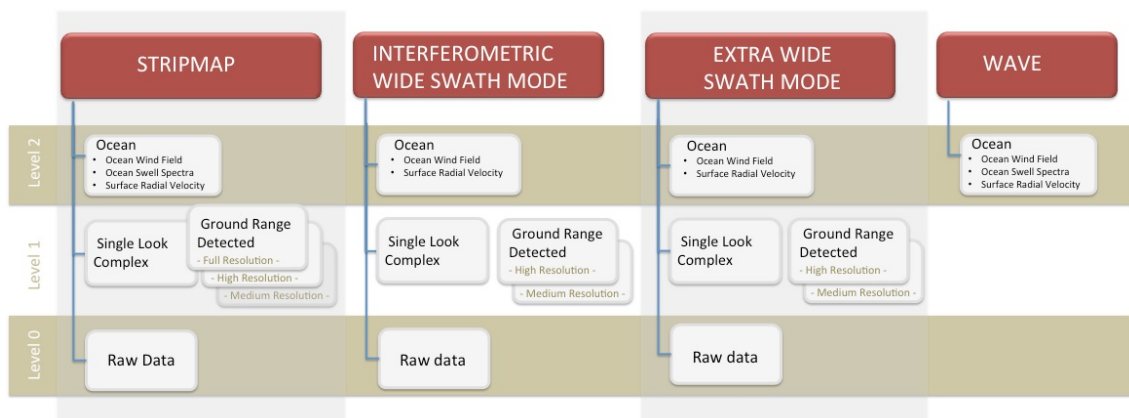 STRIPMAP
INTERFEROMETRIC
WIDE SWATH MODE
EXTRA WIDE
SWATH MODE
WAVE
Level 2
Ocean
• Ocean Wind Field
• Ocean Swell Spectra
• Surface Radial Velocity
Ocean
• Ocean Wind Field
• Surface Radial Velocity
Ocean
• Ocean Wind Field
• Surface Radial Velocity
Ocean
• Ocean Wind Field
• Ocean Swell Spectra
• Surface Radial Velocity
Level 1
Single Look
Complex
Ground Range
Detected
- Full Resolution -
- High Resolution -
- Medium Resolution -
Single Look
Complex
Ground Range
Detected
- High Resolution -
- Medium Resolution -
Single Look
Complex
Ground Range
Detected
- High Resolution -
- Medium Resolution -
Level 0
Raw Data
Raw data
Raw data